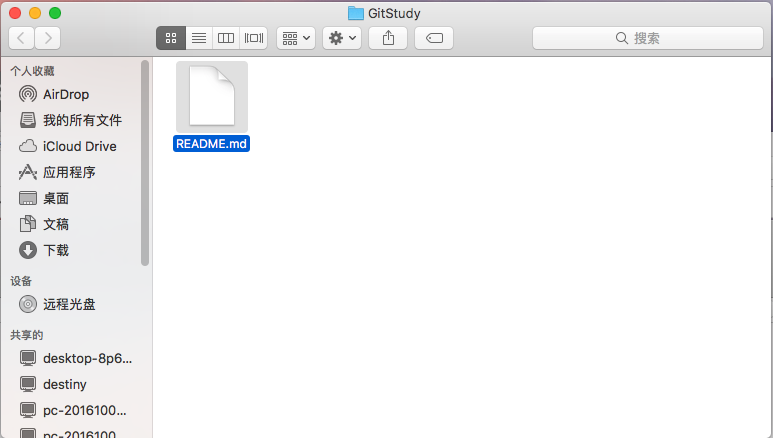 GitStudy
搜索
个人收藏
AirDrop
我的所有文件
iCloud Drive
应用程序
桌面
文稿
下载
设备
远程光盘
共享的
desktop-8p6...
destiny
pc-2016100...
pc-2016100
README.md